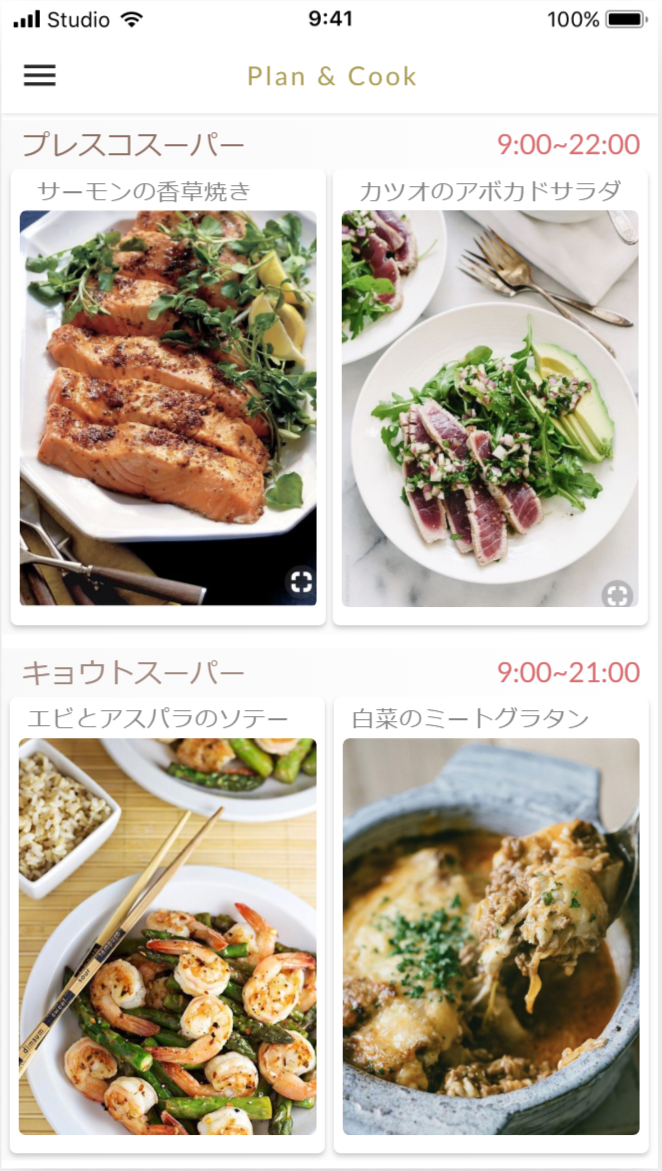 Studio 9:41 100%
Plan & Cook
プレスコスーパー 9:00~22:00
サーモンの香草焼き カツオのアボカドサラダ
キョウトスーパー 9:00~21:00
エビとアスパラのソテー 白菜のミートグラタン
dimsum sweet sour